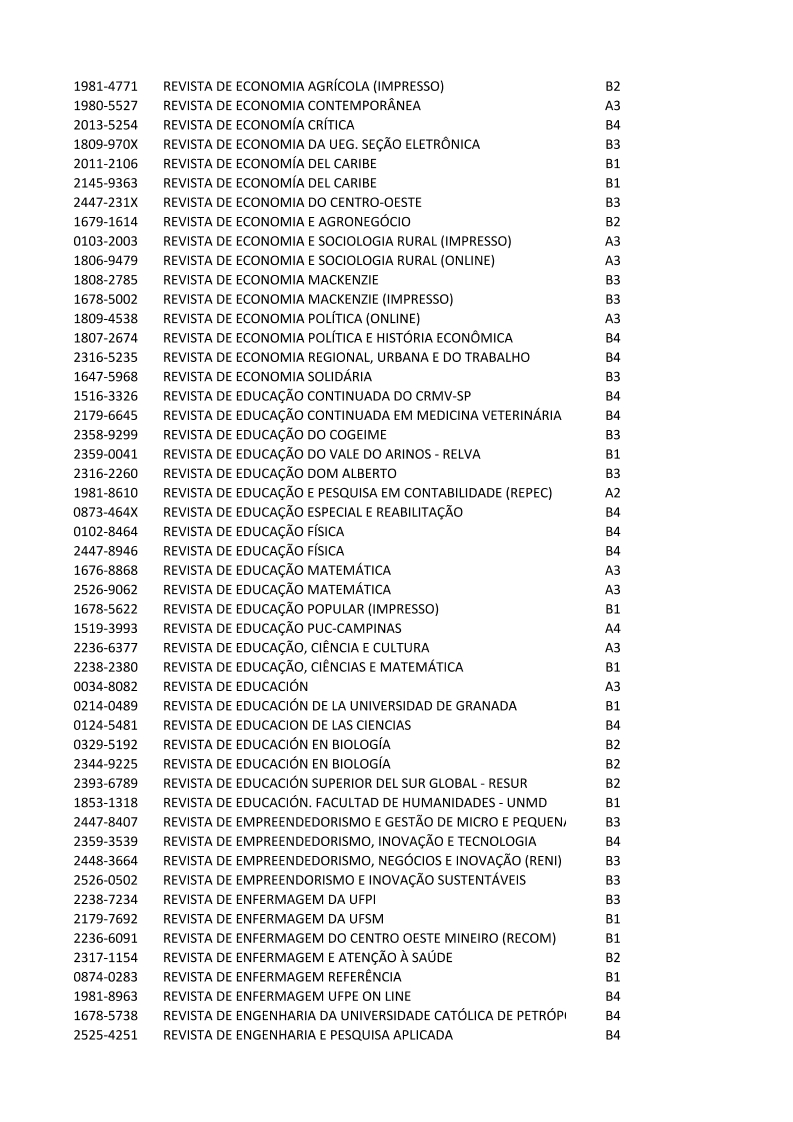 1981-4771 REVISTA DE ECONOMIA AGRÍCOLA (IMPRESSO) B2
1980-5527 REVISTA DE ECONOMIA CONTEMPORÂNEA A3
2013-5254 REVISTA DE ECONOMÍA CRÍTICA B4
1809-970X REVISTA DE ECONOMIA DA UEG. SEÇÃO ELETRÔNICA B3
2011-2106 REVISTA DE ECONOMÍA DEL CARIBE B1
2145-9363 REVISTA DE ECONOMÍA DEL CARIBE B1
2447-231X REVISTA DE ECONOMIA DO CENTRO-OESTE B3
1679-1614 REVISTA DE ECONOMIA E AGRONEGÓCIO B2
0103-2003 REVISTA DE ECONOMIA E SOCIOLOGIA RURAL (IMPRESSO) A3
1806-9479 REVISTA DE ECONOMIA E SOCIOLOGIA RURAL (ONLINE) A3
1808-2785 REVISTA DE ECONOMIA MACKENZIE B3
1678-5002 REVISTA DE ECONOMIA MACKENZIE (IMPRESSO) B3
1809-4538 REVISTA DE ECONOMIA POLÍTICA (ONLINE) A3
1807-2674 REVISTA DE ECONOMIA POLÍTICA E HISTÓRIA ECONÔMICA B4
2316-5235 REVISTA DE ECONOMIA REGIONAL, URBANA E DO TRABALHO B4
1647-5968 REVISTA DE ECONOMIA SOLIDÁRIA B3
1516-3326 REVISTA DE EDUCAÇÃO CONTINUADA DO CRMV-SP B4
2179-6645 REVISTA DE EDUCAÇÃO CONTINUADA EM MEDICINA VETERINÁRIA B4
2358-9299 REVISTA DE EDUCAÇÃO DO COGEIME B3
2359-0041 REVISTA DE EDUCAÇÃO DO VALE DO ARINOS - RELVA B1
2316-2260 REVISTA DE EDUCAÇÃO DOM ALBERTO B3
1981-8610 REVISTA DE EDUCAÇÃO E PESQUISA EM CONTABILIDADE (REPEC) A2
0873-464X REVISTA DE EDUCAÇÃO ESPECIAL E REABILITAÇÃO B4
0102-8464 REVISTA DE EDUCAÇÃO FÍSICA B4
2447-8946 REVISTA DE EDUCAÇÃO FÍSICA B4
1676-8868 REVISTA DE EDUCAÇÃO MATEMÁTICA A3
2526-9062 REVISTA DE EDUCAÇÃO MATEMÁTICA A3
1678-5622 REVISTA DE EDUCAÇÃO POPULAR (IMPRESSO) B1
1519-3993 REVISTA DE EDUCAÇÃO PUC-CAMPINAS A4
2236-6377 REVISTA DE EDUCAÇÃO, CIÊNCIA E CULTURA A3
2238-2380 REVISTA DE EDUCAÇÃO, CIÊNCIAS E MATEMÁTICA B1
0034-8082 REVISTA DE EDUCACIÓN A3
0214-0489 REVISTA DE EDUCACIÓN DE LA UNIVERSIDAD DE GRANADA B1
0124-5481 REVISTA DE EDUCACION DE LAS CIENCIAS B4
0329-5192 REVISTA DE EDUCACIÓN EN BIOLOGÍA B2
2344-9225 REVISTA DE EDUCACIÓN EN BIOLOGÍA B2
2393-6789 REVISTA DE EDUCACIÓN SUPERIOR DEL SUR GLOBAL - RESUR B2
1853-1318 REVISTA DE EDUCACIÓN. FACULTAD DE HUMANIDADES - UNMD B1
2447-8407 REVISTA DE EMPREENDEDORISMO E GESTÃO DE MICRO E PEQUENA B3
2359-3539 REVISTA DE EMPREENDEDORISMO, INOVAÇÃO E TECNOLOGIA B4
2448-3664 REVISTA DE EMPREENDEDORISMO, NEGÓCIOS E INOVAÇÃO (RENI) B3
2526-0502 REVISTA DE EMPREENDORISMO E INOVAÇÃO SUSTENTÁVEIS B3
2238-7234 REVISTA DE ENFERMAGEM DA UFPI B3
2179-7692 REVISTA DE ENFERMAGEM DA UFSM B1
2236-6091 REVISTA DE ENFERMAGEM DO CENTRO OESTE MINEIRO (RECOM) B1
2317-1154 REVISTA DE ENFERMAGEM E ATENÇÃO À SAÚDE B2
0874-0283 REVISTA DE ENFERMAGEM REFERÊNCIA B1
1981-8963 REVISTA DE ENFERMAGEM UFPE ON LINE B4
1678-5738 REVISTA DE ENGENHARIA DA UNIVERSIDADE CATÓLICA DE B4
2525-4251 REVISTA DE ENGENHARIA E PESQUISA APLICADA B4